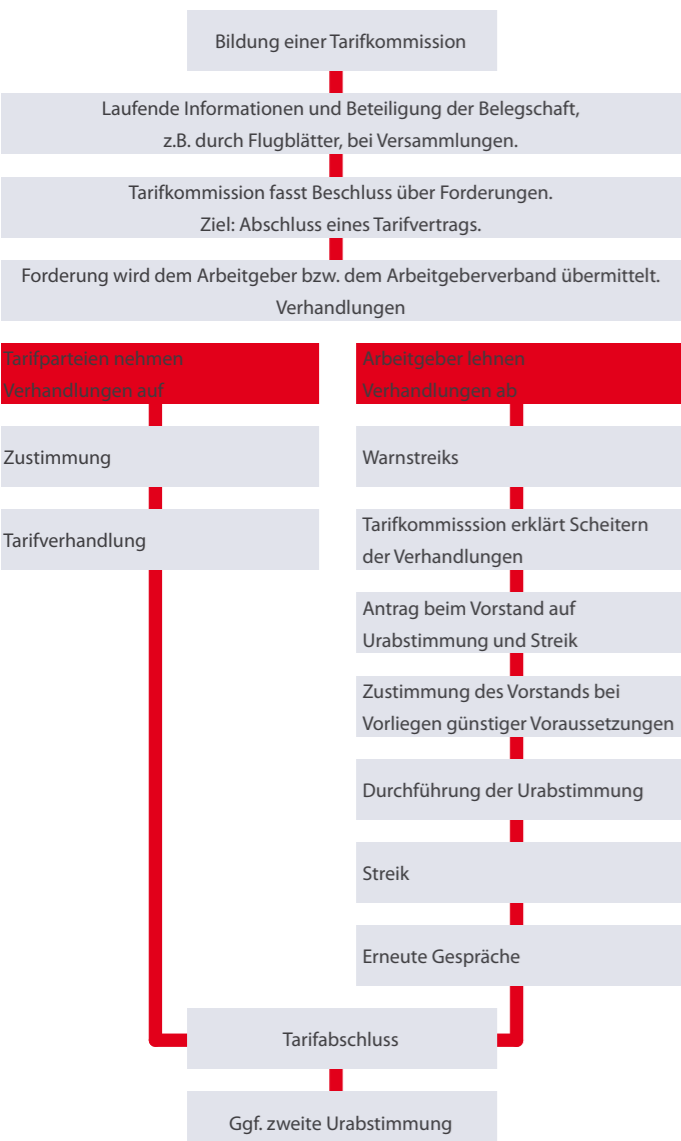 Bildung einer Tarifkommission
Laufende Informationen und Beteiligung der Belegschaft,
z.B. durch Flugblätter, bei Versammlungen.
Tarifkommission fasst Beschluss über Forderungen.
Ziel: Abschluss eines Tarifvertrags.
Forderung wird dem Arbeitgeber bzw. dem Arbeitgeberverband übermittelt.
Verhandlungen
Tarifparteien nehmen
Verhandlungen auf
Zustimmung
Tarifverhandlung
Arbeitgeber lehnen
Verhandlungen ab
Warnstreiks
Tarifkommisssion erklärt Scheitern
der Verhandlungen
Antrag beim Vorstand auf
Urabstimmung und Streik
Zustimmung des Vorstands bei
Vorliegen günstiger Voraussetzungen
Durchführung der Urabstimmung
Streik
Erneute Gespräche
Tarifabschluss
Ggf. zweite Urabstimmung